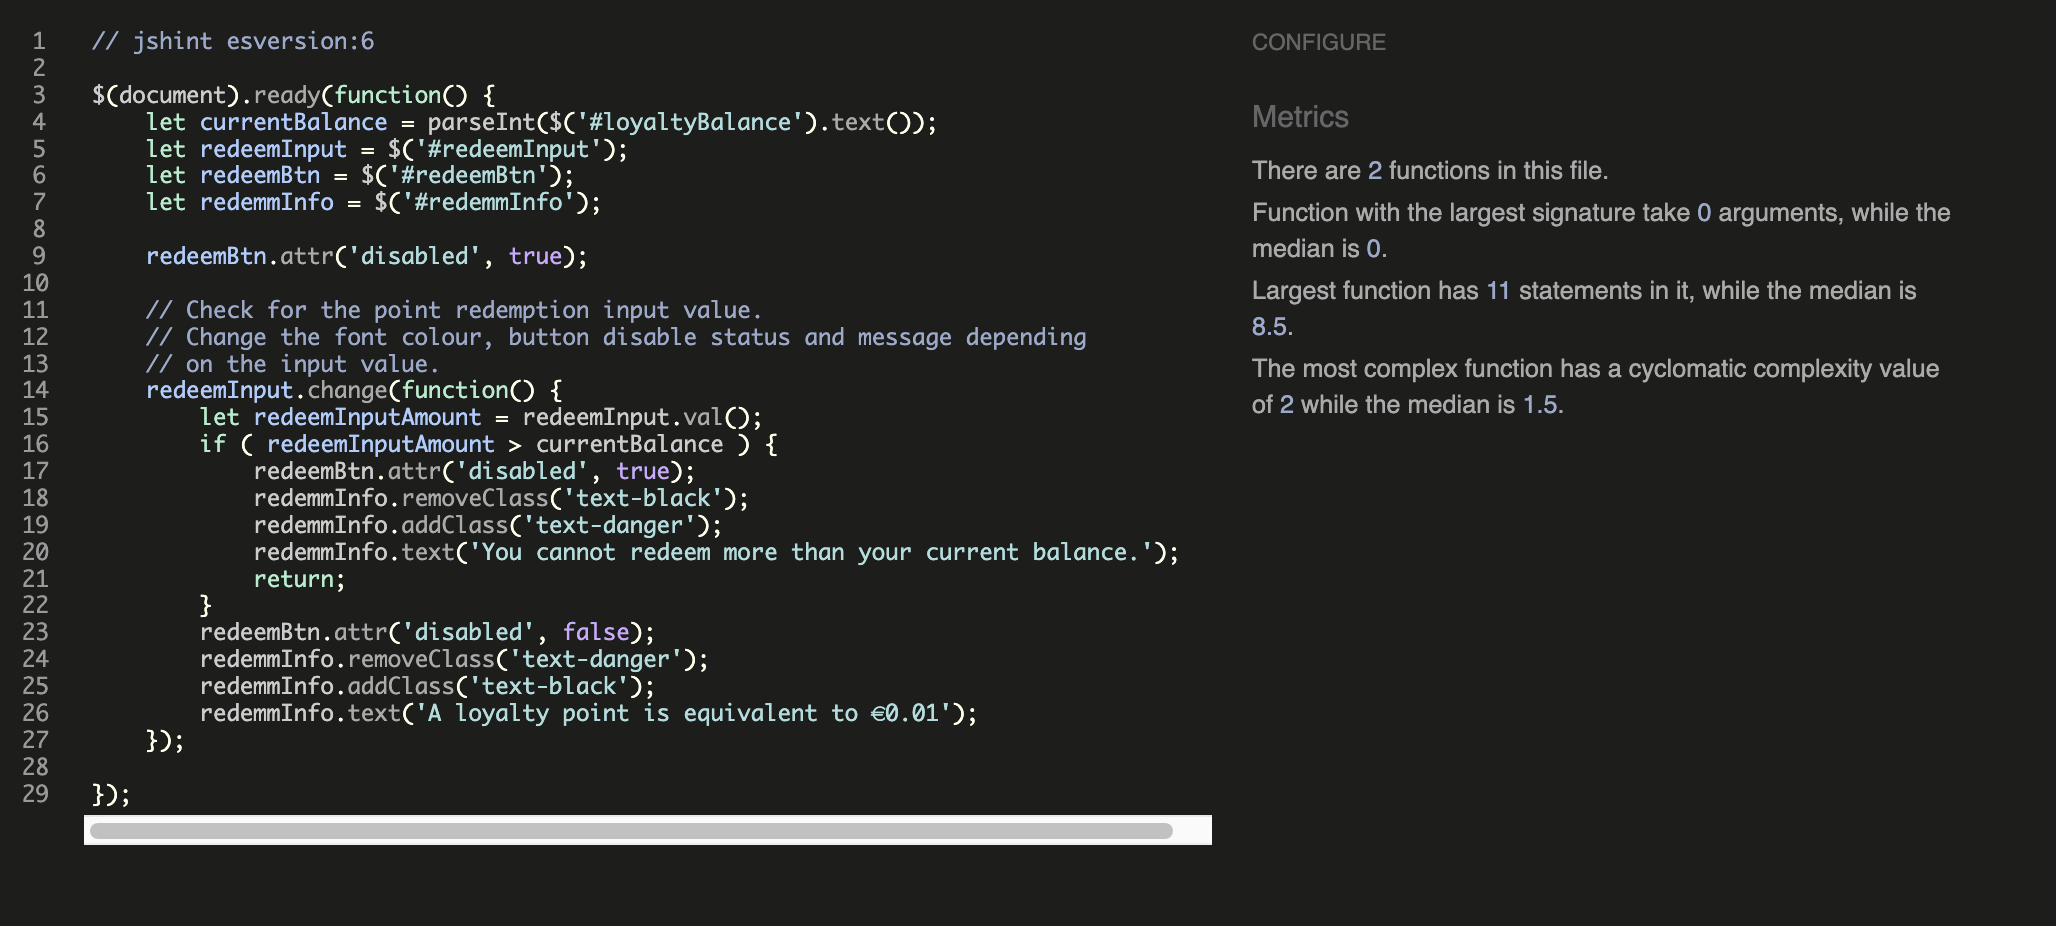 1 // jshint esversion:6
2
3 $(document).ready(function() {
4     let currentBalance = parseInt($('#loyaltyBalance').text());
5     let redeemInput = $('#redeemInput');
6     let redeemBtn = $('#redeemBtn');
7     let redemmInfo = $('#redemmInfo');
8
9     redeemBtn.attr('disabled', true);
10
11     // Check for the point redemption input value.
12     // Change the font colour, button disable status and message depending
13     // on the input value.
14     redeemInput.change(function() {
15         let redeemInputAmount = redeemInput.val();
16         if ( redeemInputAmount > currentBalance ) {
17             redeemBtn.attr('disabled', true);
18             redemmInfo.removeClass('text-black');
19             redemmInfo.addClass('text-danger');
20             redemmInfo.text('You cannot redeem more than your current balance.');
21             return;
22         }
23         redeemBtn.attr('disabled', false);
24         redemmInfo.removeClass('text-danger');
25         redemmInfo.addClass('text-black');
26         redemmInfo.text('A loyalty point is equivalent to €0.01');
27     });
28
29 });
CONFIGURE
Metrics
There are 2 functions in this file.
Function with the largest signature take 0 arguments, while the
median is 0.
Largest function has 11 statements in it, while the median is
8.5.
The most complex function has a cyclomatic complexity value
of 2 while the median is 1.5.